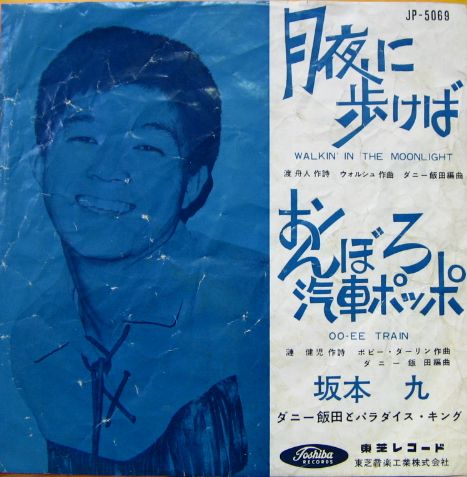 JP-5069
月夜に
歩けば
WALKIN' IN THE MOONLIGHT
渡舟人作詩 ウォルシュ作曲 ダニー飯田編曲
おんぼろ
汽車ポッポ
OO-EE TRAIN
漣健児作詩 ボビー・ダーリン作曲
ダニー飯田編曲
坂本九
ダニー飯田とパラダイス・キング
Toshiba
RECORDS
東芝レコード
東芝音楽工業株式会社